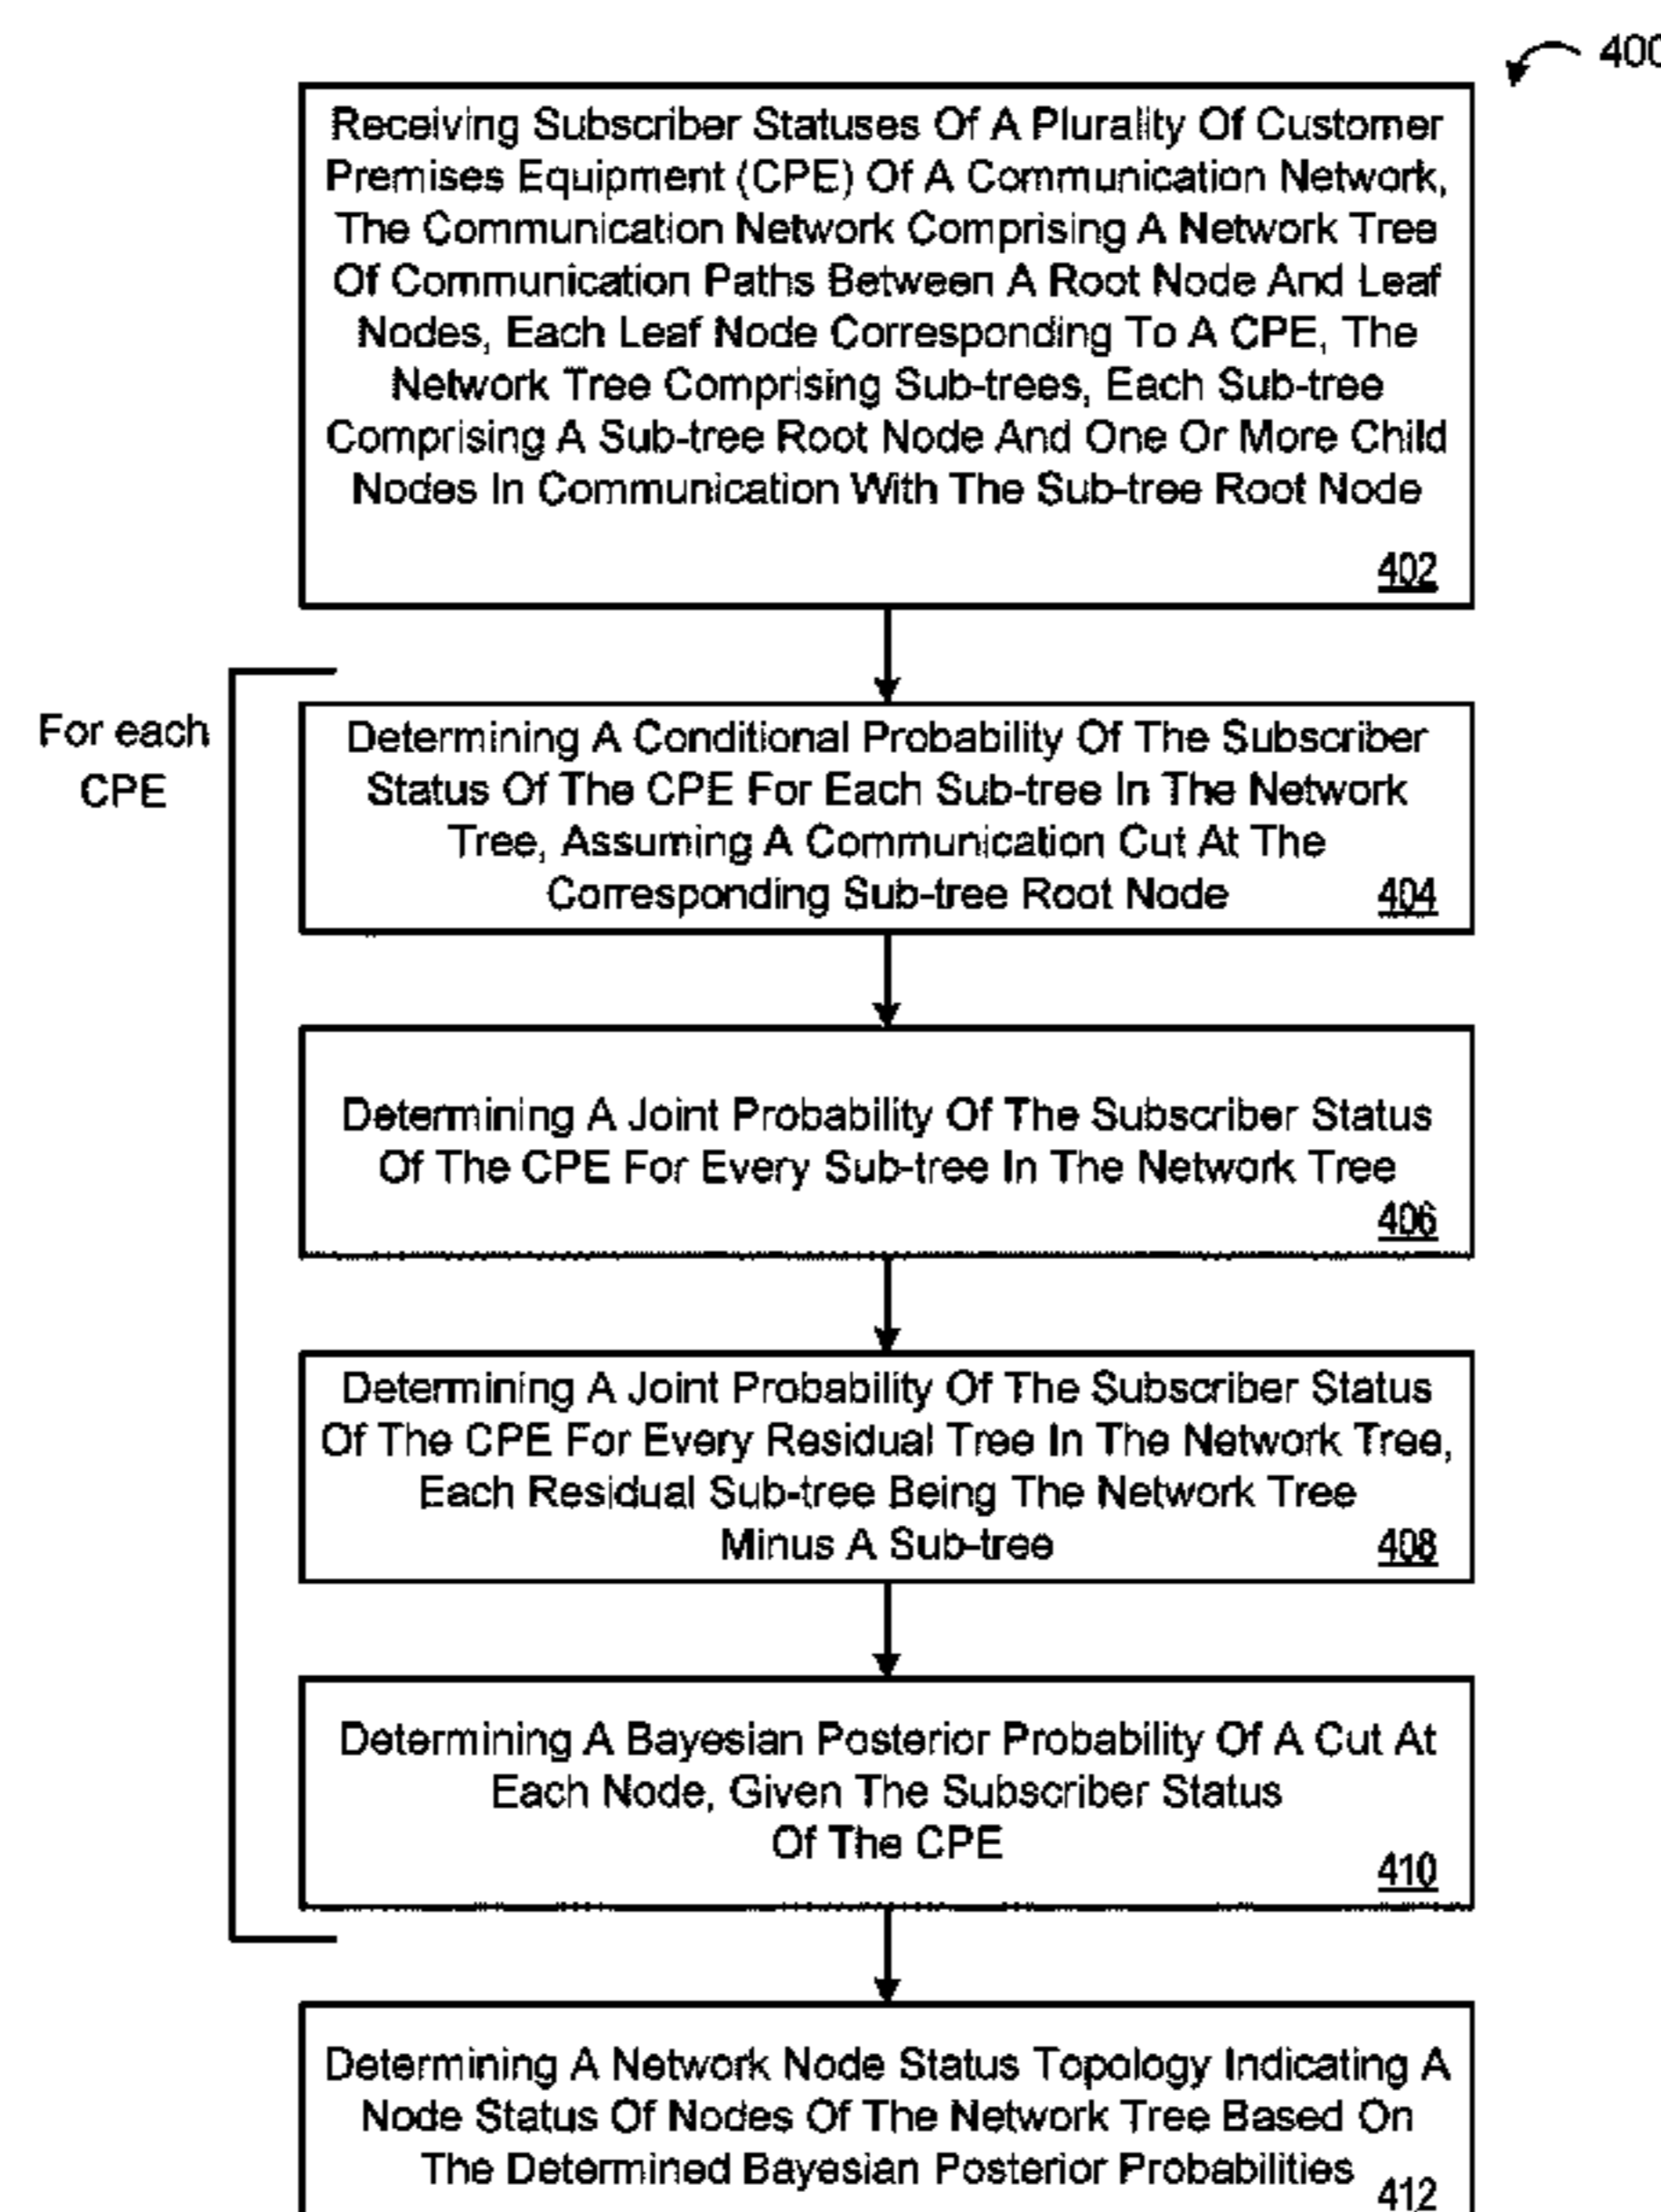 400
Receiving Subscriber Statuses Of A Plurality Of Customer
Premises Equipment (CPE) Of A Communication Network,
The Communication Network Comprising A Network Tree
Of Communication Paths Between A Root Node And Leaf
Nodes, Each Leaf Node Corresponding To A CPE, The
Network Tree Comprising Sub-trees, Each Sub-tree
Comprising A Sub-tree Root Node And One Or More Child
Nodes In Communication With The Sub-tree Root Node
402
For each
CPE
Determining A Conditional Probability Of The Subscriber
Status Of The CPE For Each Sub-tree In The Network
Tree, Assuming A Communication Cut At The
Corresponding Sub-tree Root Node 404
Determining A Joint Probability Of The Subscriber Status
Of The CPE For Every Sub-tree In The Network Tree
406
Determining A Joint Probability Of The Subscriber Status
Of The CPE For Every Residual Tree In The Network Tree,
Each Residual Sub-tree Being The Network Tree
Minus A Sub-tree 408
Determining A Bayesian Posterior Probability Of A Cut At
Each Node, Given The Subscriber Status
Of The CPE
410
Determining A Network Node Status Topology Indicating A
Node Status Of Nodes Of The Network Tree Based On
The Determined Bayesian Posterior Probabilities
412